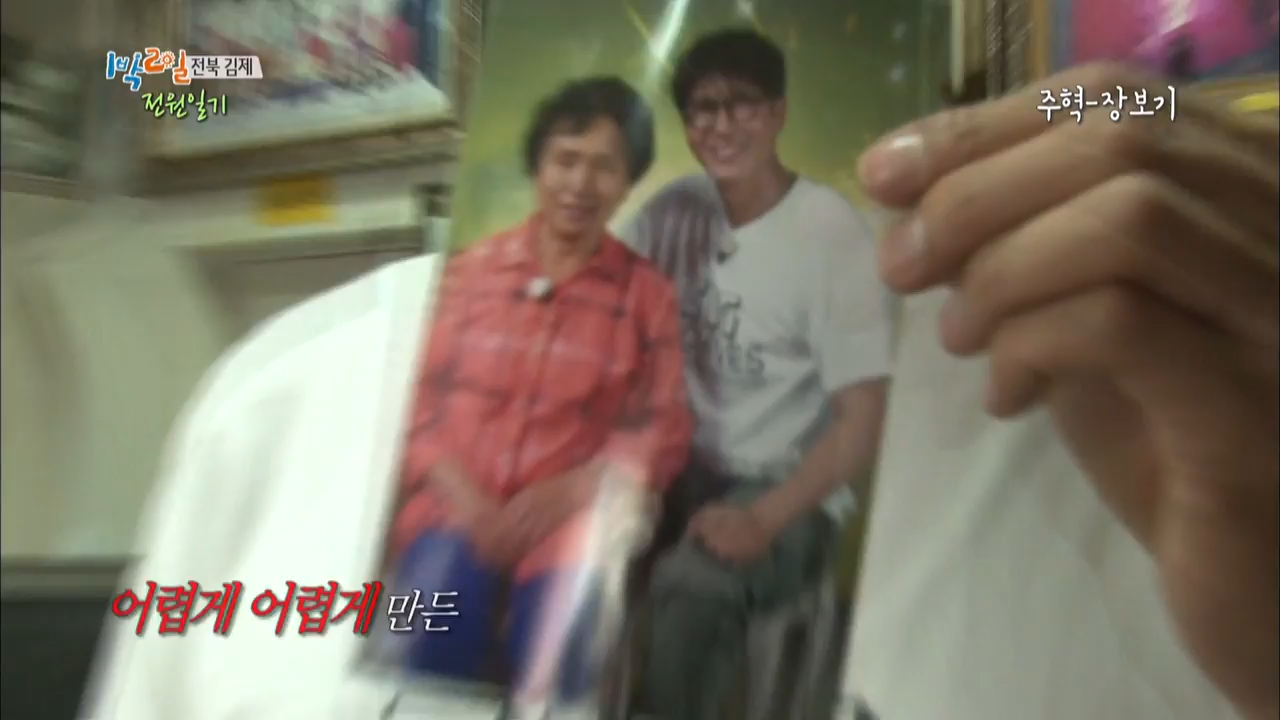 1박2일 전북 김제
전원일기
주혁-장보기
어렵게 어렵게 만든